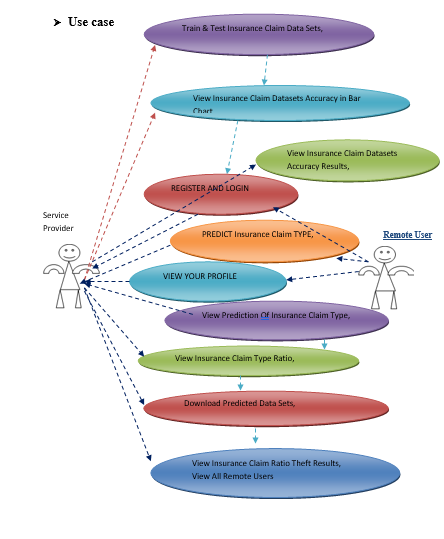 Use case
Train & Test Insurance Claim Data Sets,
View Insurance Claim Datasets Accuracy in Bar
Chart
View Insurance Claim Datasets
Accuracy Results,
REGISTER AND LOGIN
Service
Provider
PREDICT Insurance Claim TYPE,
Remote User
VIEW YOUR PROFILE
View Prediction Of Insurance Claim Type,
View Insurance Claim Type Ratio,
Download Predicted Data Sets,
View Insurance Claim Ratio Theft Results,
View All Remote Users